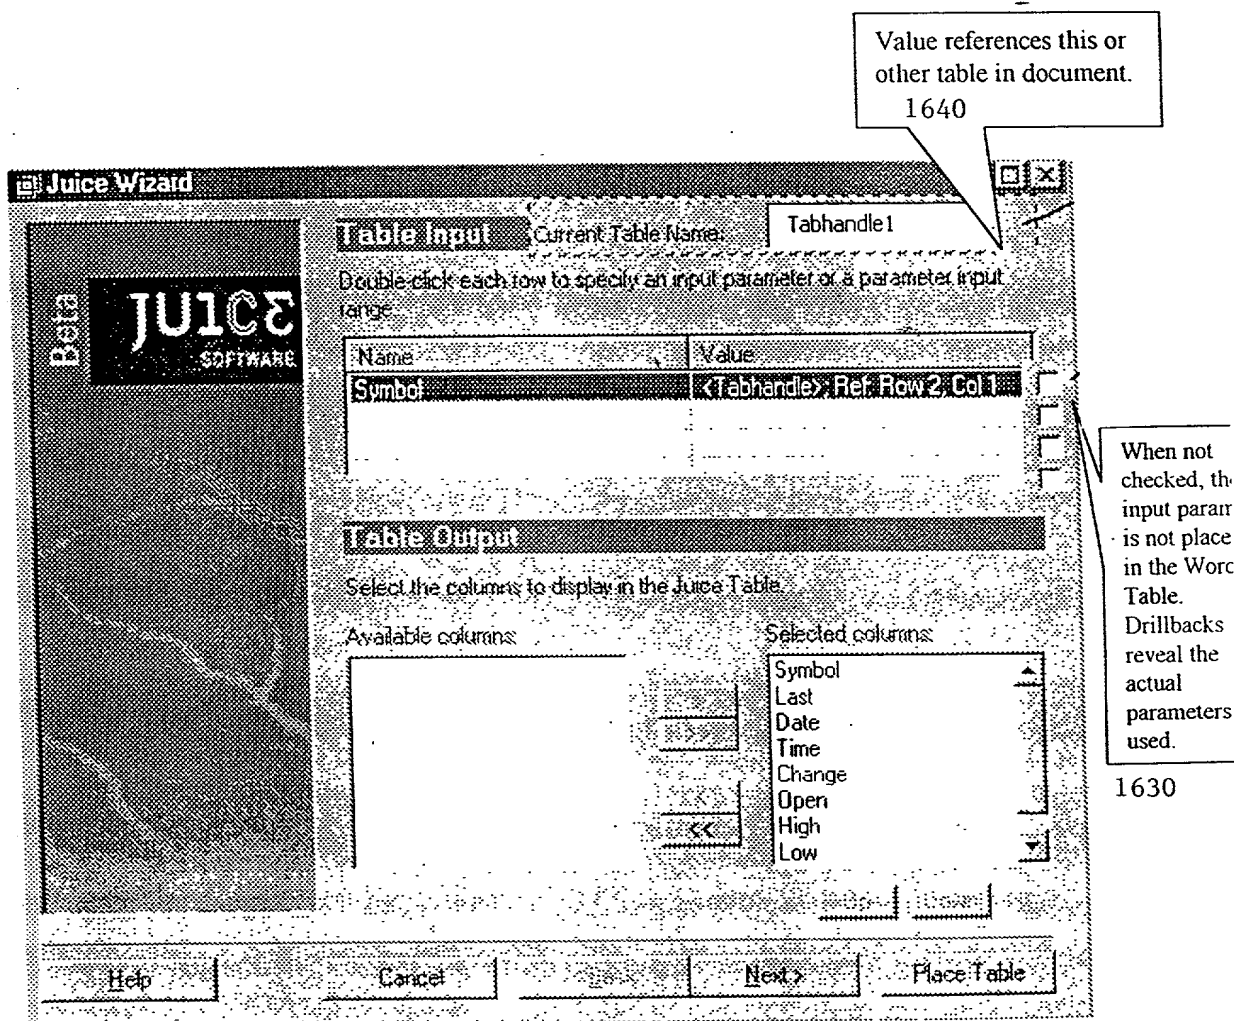 Value references this or
other table in document.
1640
Juice Wizard
Table Input Current Table Name: Tabhandle1
Double-click each row to specify an input parameter or a parameter input
range.
Beta
JUICE
SOFTWARE
Name Value
Symbol <Tabhandle>; Ref: Row 2, Col 1
When not
checked, the
input param
is not place
in the Word
Table.
Drillbacks
reveal the
actual
parameters
used.
1630
Table Output
Select the columns to display in the Juice Table.
Available columns: Selected columns:
Symbol
Last
Date
>>
Time
Change
Open
<
High
<<
Low
Up Down
Help Cancel Back Next > Place Table